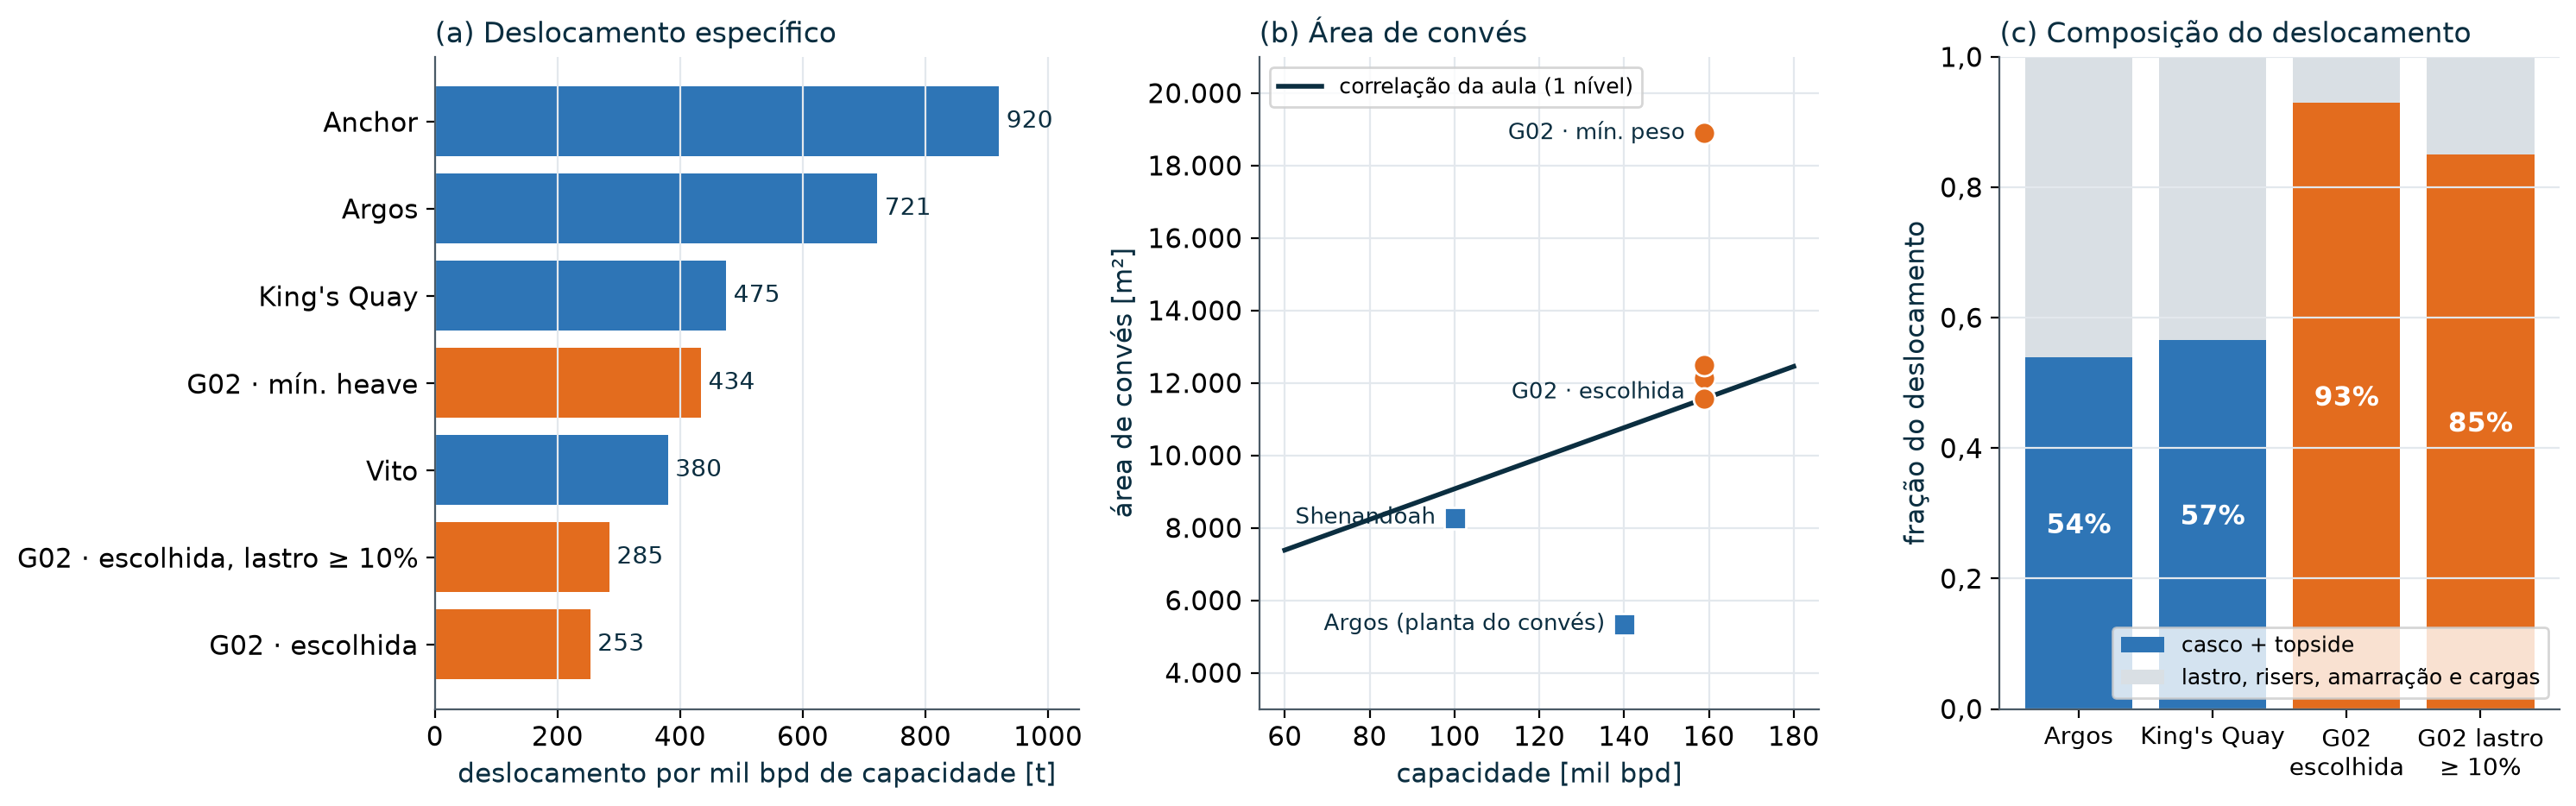 (a) Deslocamento específico
Anchor
920
Argos
721
King's Quay
475
G02 · mín. heave
434
Vito
380
G02 · escolhida, lastro ≥ 10%
285
G02 · escolhida
253
0 200 400 600 800 1000
deslocamento por mil bpd de capacidade [t]
(b) Área de convés
área de convés [m²]
20.000
18.000
16.000
14.000
12.000
10.000
8.000
6.000
4.000
correlação da aula (1 nível)
G02 · mín. peso
G02 · escolhida
Shenandoah
Argos (planta do convés)
60 80 100 120 140 160 180
capacidade [mil bpd]
(c) Composição do deslocamento
fração do deslocamento
1,0
0,8
0,6
0,4
0,2
0,0
54%
57%
93%
85%
casco + topside
lastro, risers, amarração e cargas
Argos
King's Quay
G02
escolhida
G02 lastro
≥ 10%